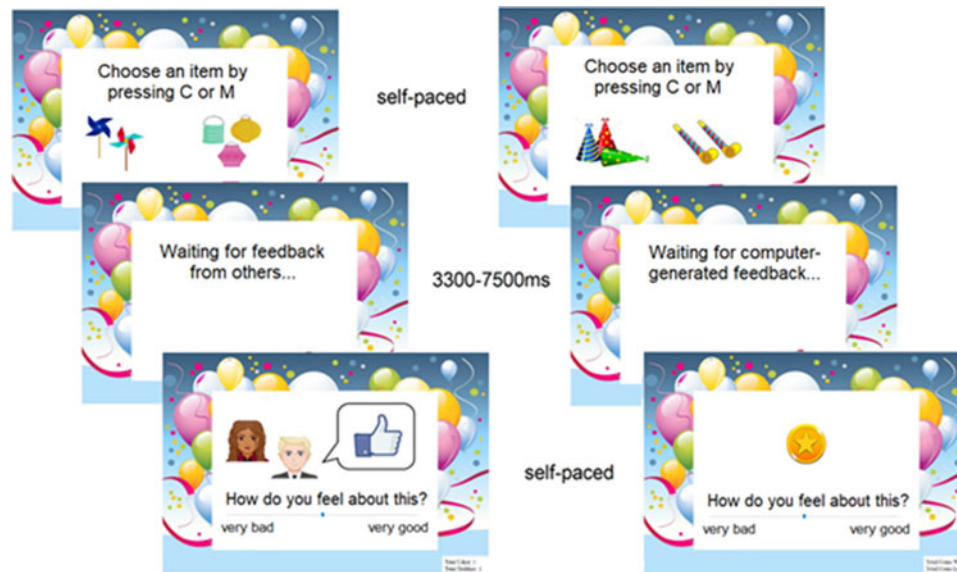 Choose an item by
pressing C or M
self-paced
Choose an item by
pressing C or M
Waiting for feedback
from others...
3300-7500ms
Waiting for computer-
generated feedback...
How do you feel about this?
very bad very good
self-paced
How do you feel about this?
very bad very good